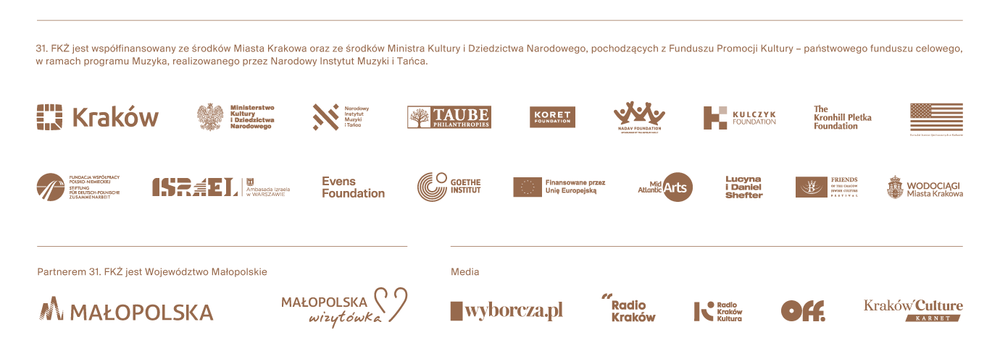 31. FKŻ jest współfinansowany ze środków Miasta Krakowa oraz ze środków Ministra Kultury i Dziedzictwa Narodowego, pochodzących z Funduszu Promocji Kultury – państwowego funduszu celowego,
w ramach programu Muzyka, realizowanego przez Narodowy Instytut Muzyki i Tańca.
Kraków
Ministerstwo
Kultury
i Dziedzictwa
Narodowego
Narodowy
Instytut
Muzyki
i Tańca
TAUBE
PHILANTHROPIES
KORET
FOUNDATION
NADAV FOUNDATION
KULCZYK
FOUNDATION
The
Kronhill Pletka
Foundation
FUNDACJA WSPÓŁPRACY
POLSKO-NIEMIECKIEJ
STIFTUNG
FÜR DEUTSCH-POLNISCHE
ZUSAMMENARBEIT
ISRAEL
Ambasada Izraela
w WARSZAWIE
Evens
Foundation
GOETHE
INSTITUT
Finansowane przez
Unię Europejską
Mid
Atlantic
Arts
Lucyna
i Daniel
Shefter
FRIENDS
OF THE CRACOW
JEWISH CULTURE
FESTIVAL
WODOCIĄGI
Miasta Krakowa
Partnerem 31. FKŻ jest Województwo Małopolskie
MAŁOPOLSKA
MAŁOPOLSKA
wizytówka
Media
wyborcza.pl
Radio
Kraków
Radio
Kraków
Kultura
OFF.
Kraków Culture
KARNET